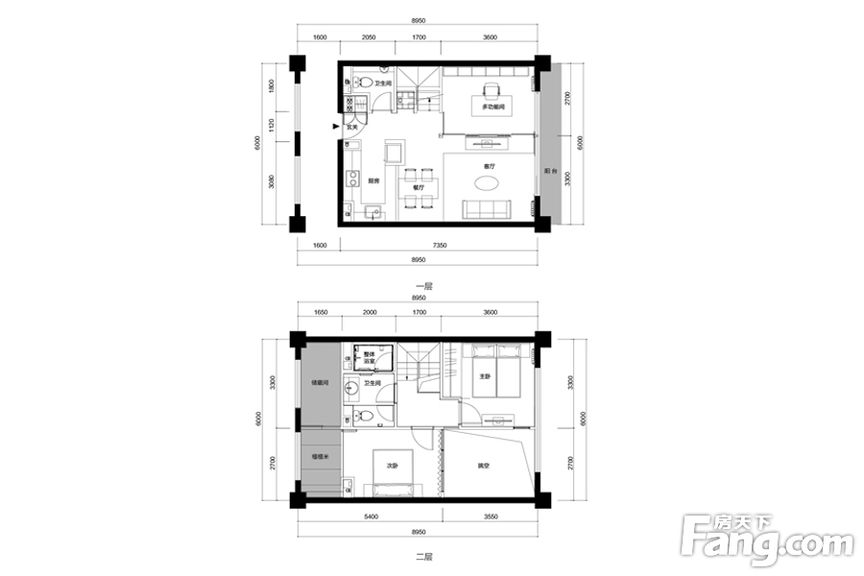 8950
1600 2050 1700 3600
1800
1120
3080
6000
卫生间
多功能间
玄关
客厅
厨房
餐厅
阳台
2700
3300
6000
1600 7350
8950
一层
8950
1650 2000 1700 3600
3300
2700
6000
整体
浴室
储藏间
卫生间
主卧
榻榻米
次卧
挑空
3300
2700
6000
5400 3550
8950
二层
房天下
Fang.com